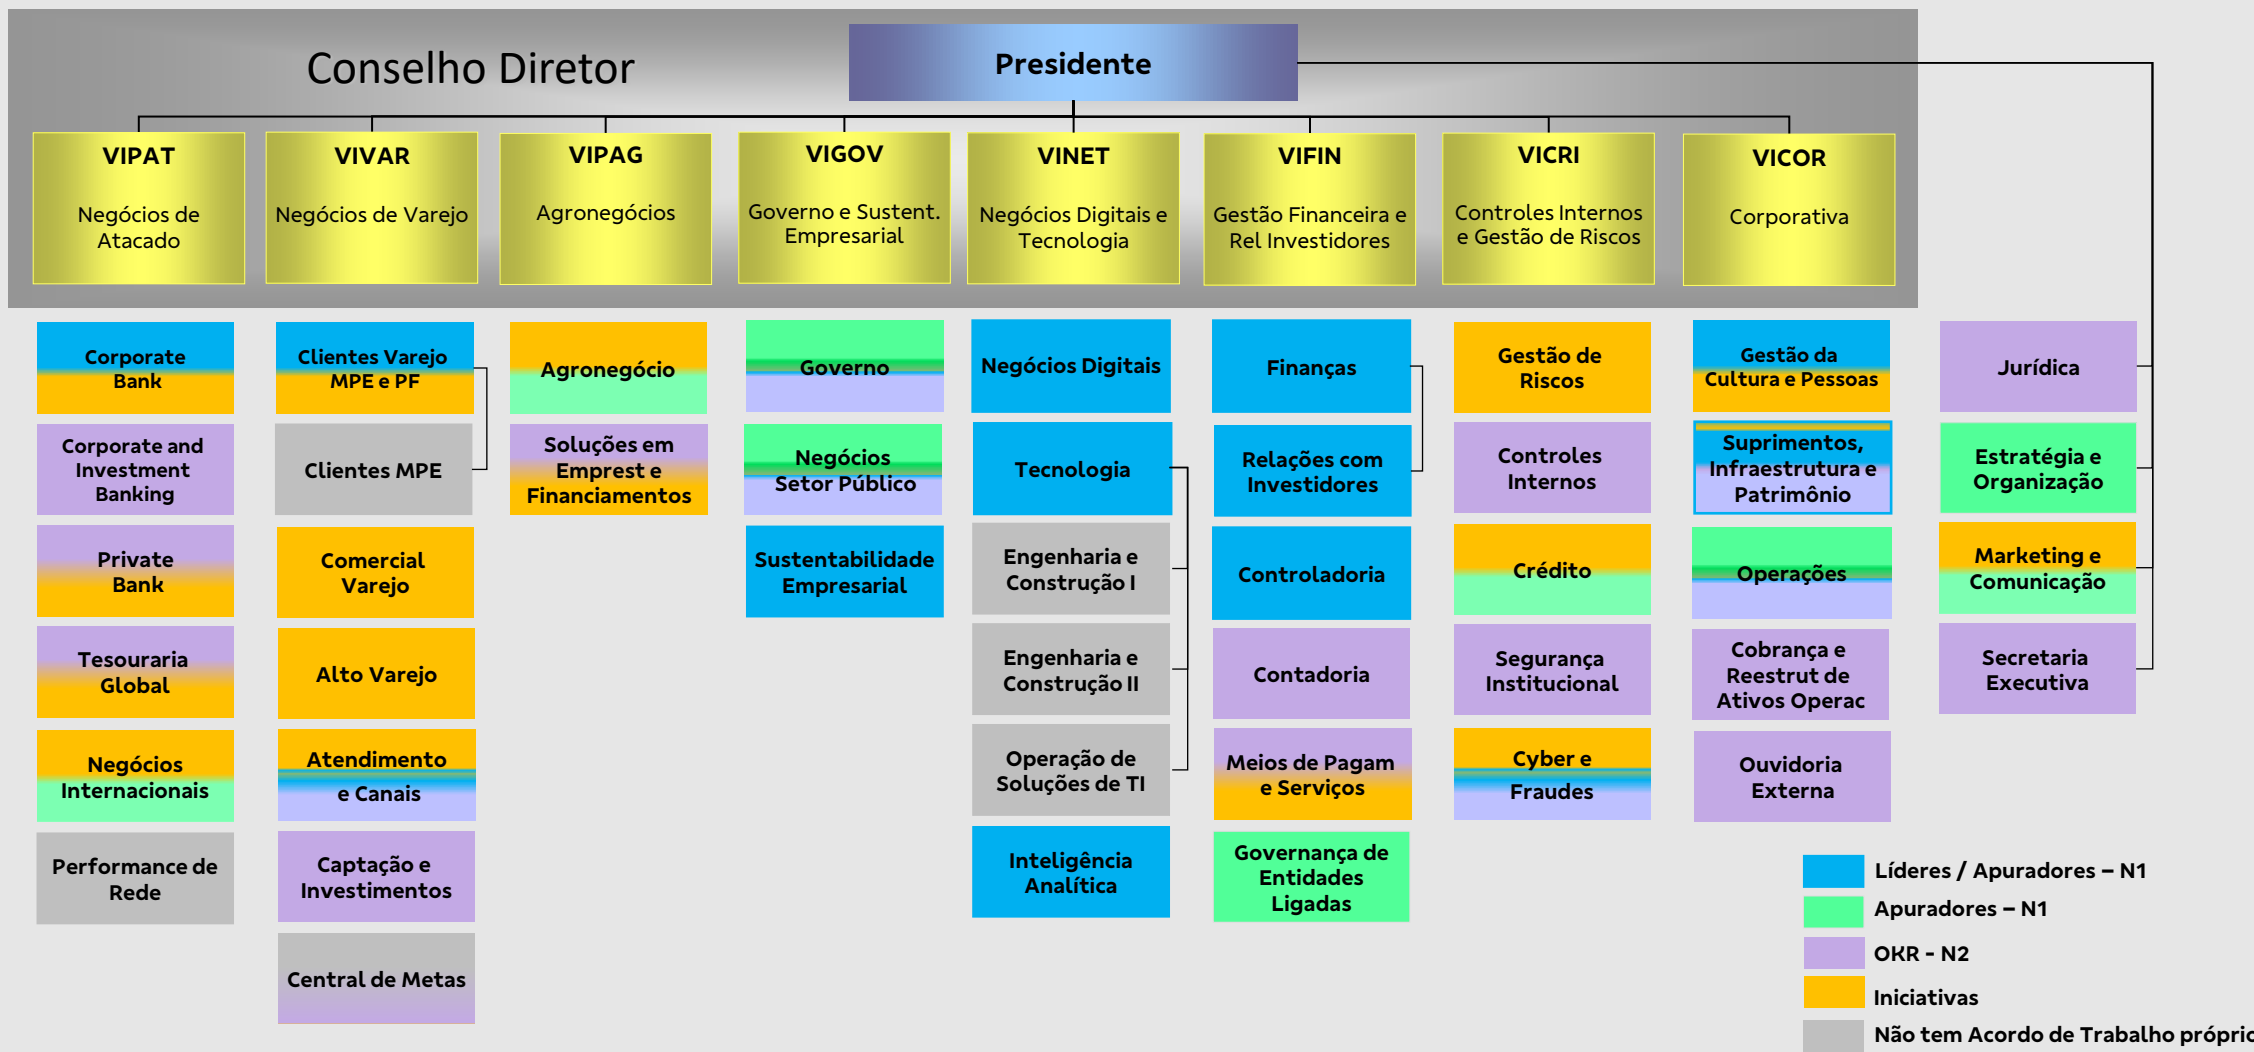 Conselho Diretor
Presidente
VIPAT
Negócios de
Atacado
VIVAR
Negócios de Varejo
VIPAG
Agronegócios
VIGOV
Governo e Sustent.
Empresarial
VINET
Negócios Digitais e
Tecnologia
VIFIN
Gestão Financeira e
Rel Investidores
VICRI
Controles Internos
e Gestão de Riscos
VICOR
Corporativa
Corporate
Bank
Corporate and
Investment
Banking
Private
Bank
Tesouraria
Global
Negócios
Internacionais
Performance de
Rede
Clientes Varejo
MPE e PF
Clientes MPE
Comercial
Varejo
Alto Varejo
Atendimento
e Canais
Captação e
Investimentos
Central de Metas
Agronegócio
Soluções em
Emprest e
Financiamentos
Governo
Negócios
Setor Público
Sustentabilidade
Empresarial
Negócios Digitais
Tecnologia
Engenharia e
Construção I
Engenharia e
Construção II
Operação de
Soluções de TI
Inteligência
Analítica
Finanças
Relações com
Investidores
Controladoria
Contadoria
Meios de Pagam
e Serviços
Governança de
Entidades
Ligadas
Gestão de
Riscos
Controles
Internos
Crédito
Segurança
Institucional
Cyber e
Fraudes
Gestão da
Cultura e Pessoas
Suprimentos,
Infraestrutura e
Patrimônio
Operações
Cobrança e
Reestrut de
Ativos Operac
Ouvidoria
Externa
Jurídica
Estratégia e
Organização
Marketing e
Comunicação
Secretaria
Executiva
Líderes / Apuradores – N1
Apuradores – N1
OKR - N2
Iniciativas
Não tem Acordo de Trabalho próprio